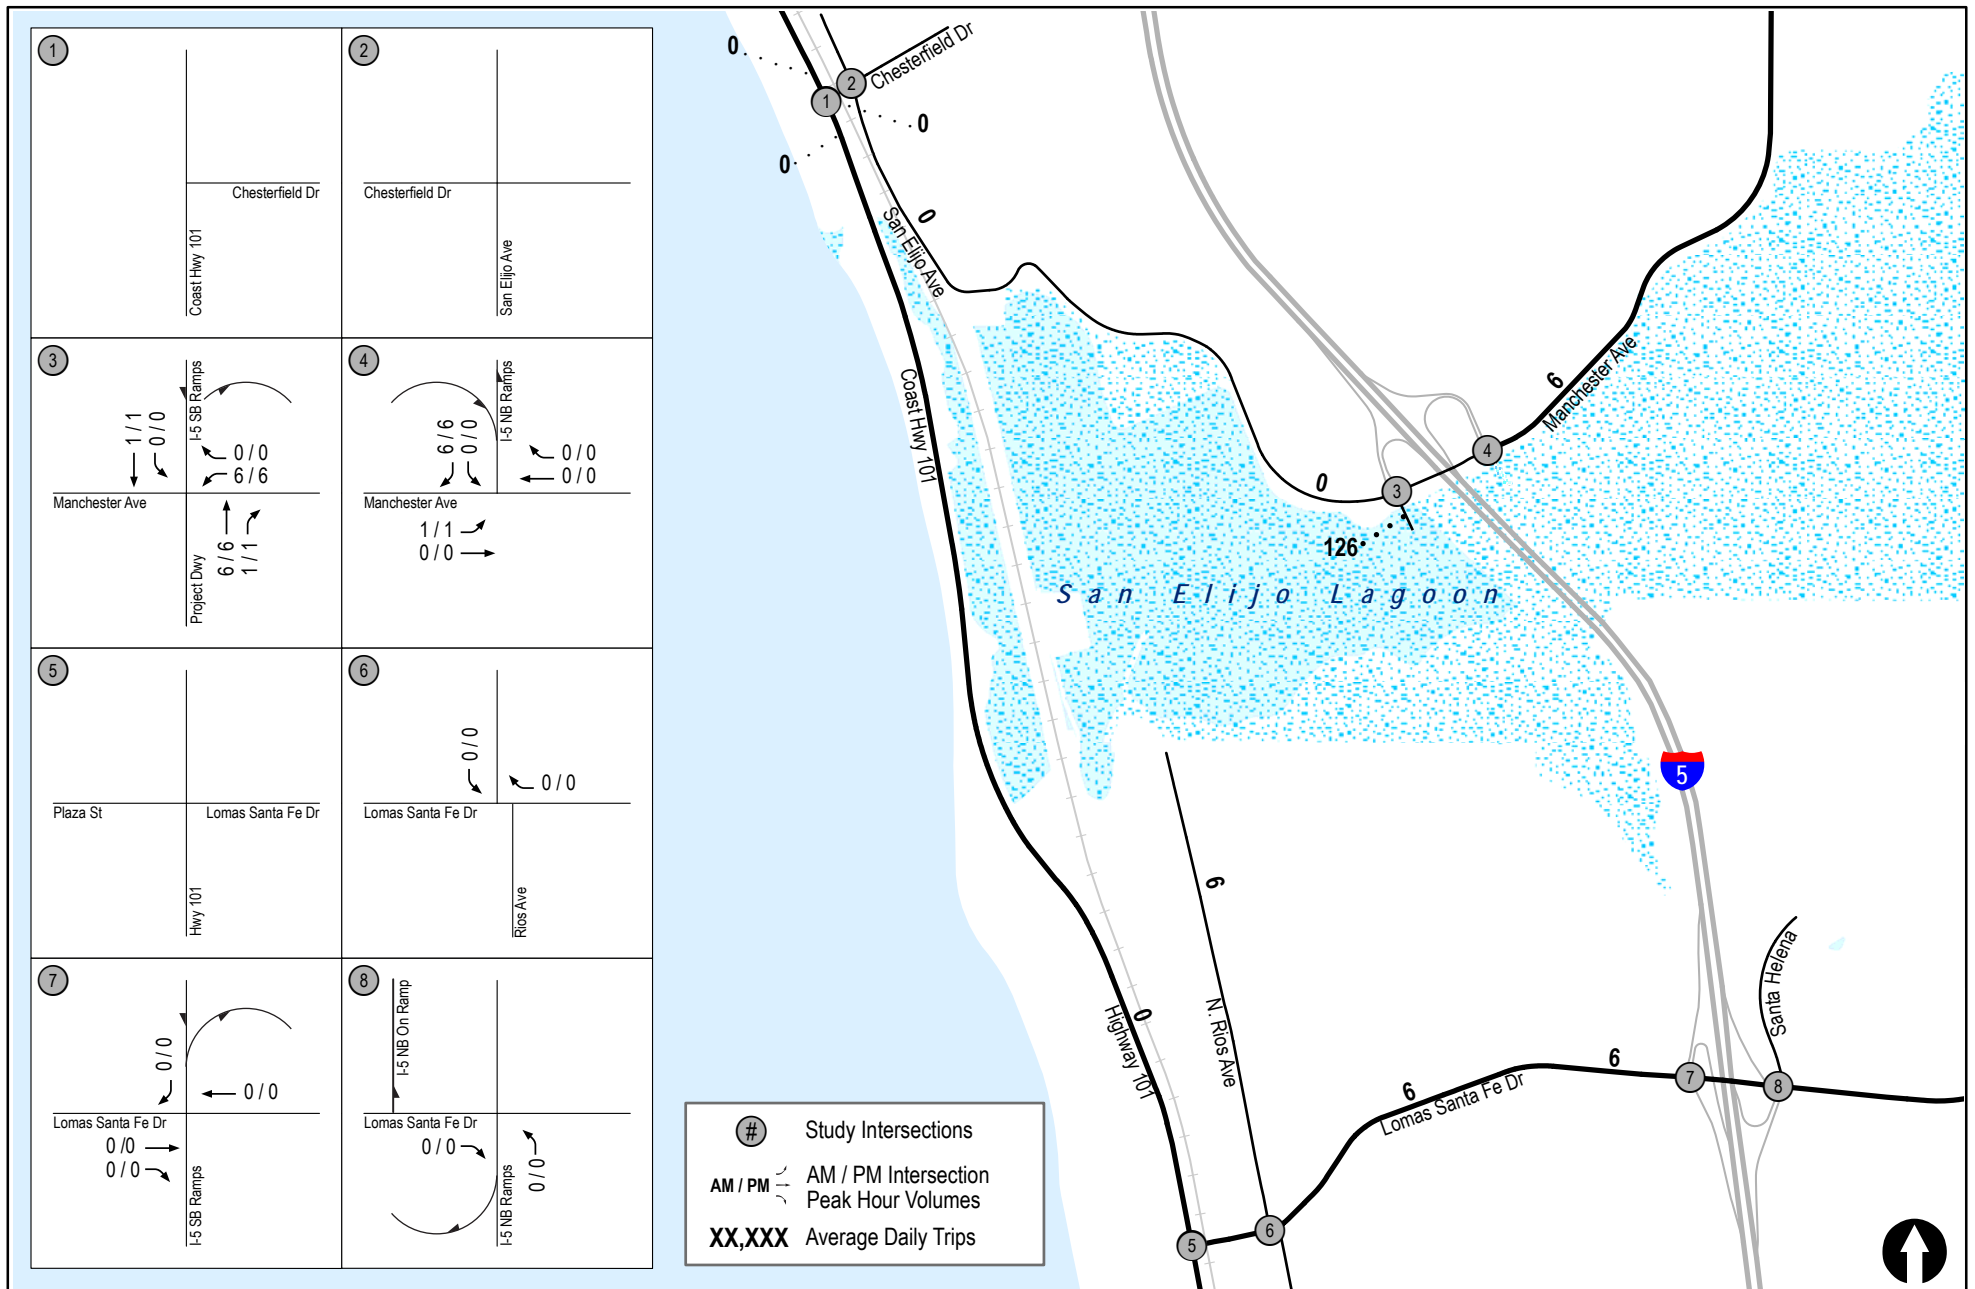 1
Chesterfield Dr
Coast Hwy 101
2
Chesterfield Dr
San Elijo Ave
3
I-5 SB Ramps
1 / 1
0 / 0
0 / 0
6 / 6
Manchester Ave
6 / 6
1 / 1
Project Dwy
4
I-5 NB Ramps
6 / 6
0 / 0
0 / 0
0 / 0
Manchester Ave
1 / 1
0 / 0
5
Plaza St
Lomas Santa Fe Dr
Hwy 101
6
0 / 0
0 / 0
Lomas Santa Fe Dr
Rios Ave
7
0 / 0
0 / 0
Lomas Santa Fe Dr
0 /0
0 / 0
I-5 SB Ramps
8
I-5 NB On Ramp
Lomas Santa Fe Dr
0 / 0
0 / 0
I-5 NB Ramps
0
2
Chesterfield Dr
1
0
0
0
San Elijo Ave
Coast Hwy 101
6
Manchester Ave
4
0
3
126
San Elijo Lagoon
5
6
Santa Helena
N. Rios Ave
0
Highway 101
6
6
Lomas Santa Fe Dr
7
8
6
5
# Study Intersections
AM / PM AM / PM Intersection
Peak Hour Volumes
XX,XXX Average Daily Trips